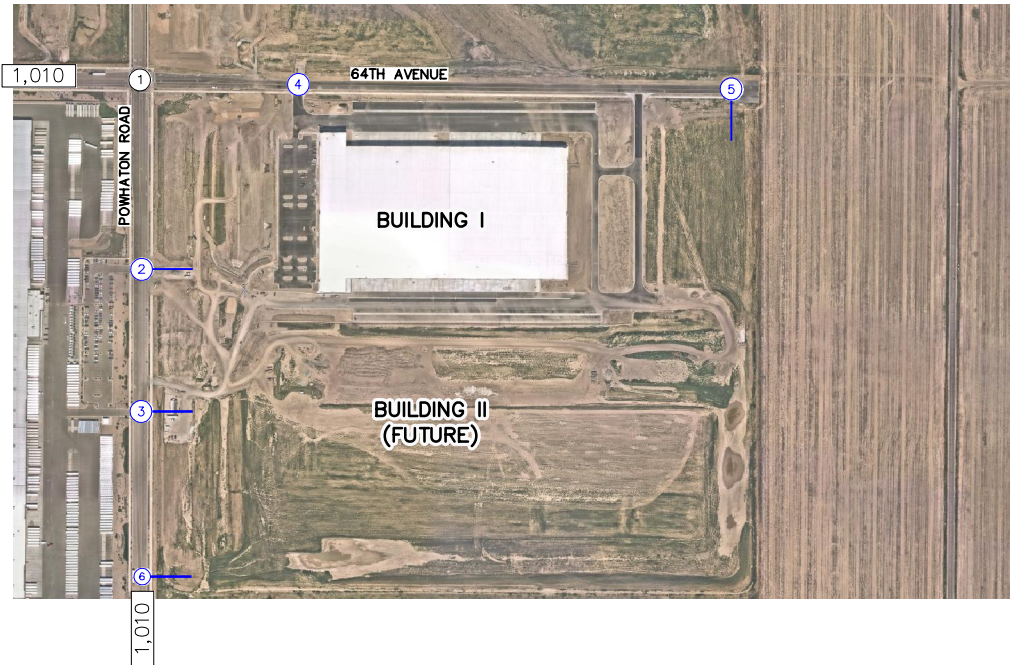 1,010
1
4
64TH AVENUE
5
POWHATON ROAD
BUILDING I
2
3
BUILDING II
(FUTURE)
6
1,010